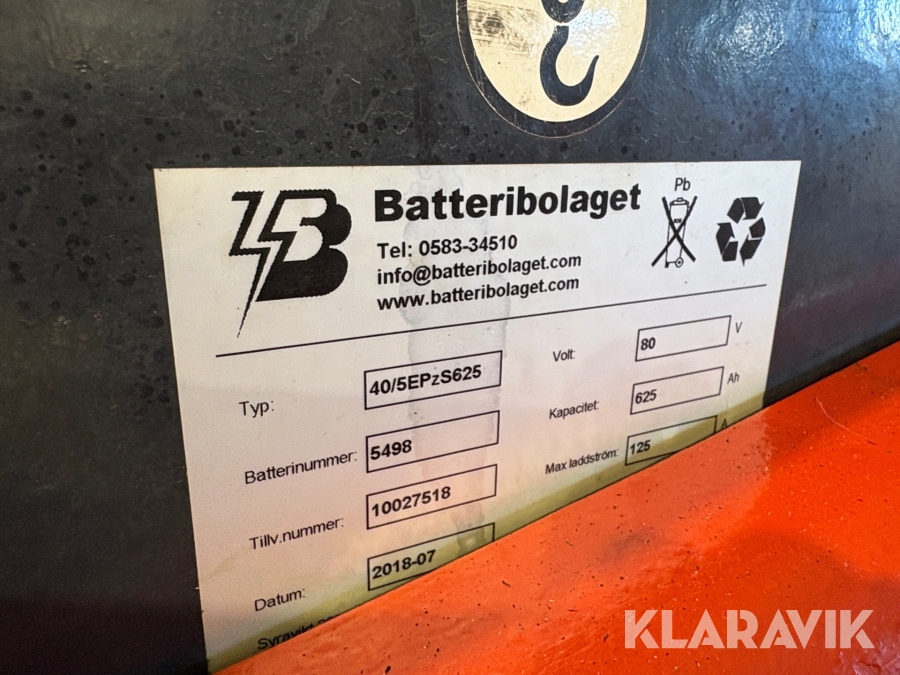 Batteribolaget
Tel: 0583-34510
info@batteribolaget.com
www.batteribolaget.com
Pb
Typ: 40/5EPzS625
Batterinummer: 5498
Tillv.nummer: 10027518
Datum: 2018-07
Volt: 80 V
Kapacitet: 625 Ah
Max laddström: 125 A
KLARAVIK